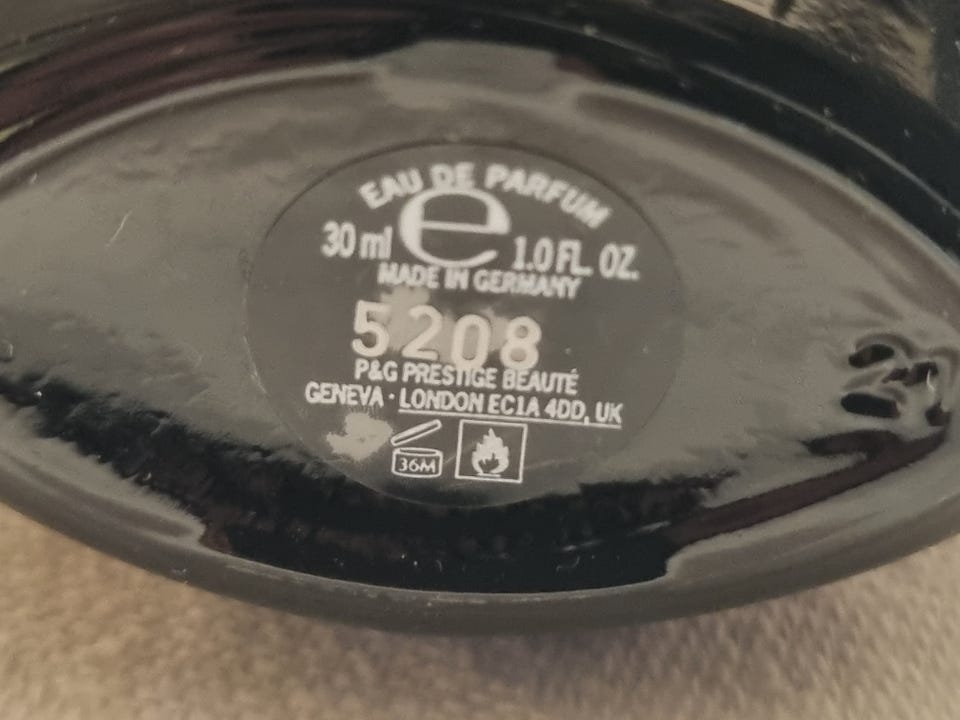 EAU DE PARFUM
30 ml e 1.0 FL. OZ.
MADE IN GERMANY
5208
P&G PRESTIGE BEAUTÉ
GENEVA · LONDON EC1A 4DD, UK
36M